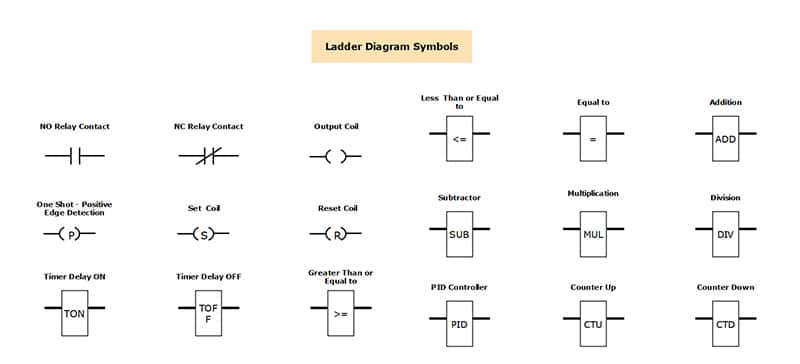 Ladder Diagram Symbols
NO Relay Contact
NC Relay Contact
Output Coil
Less Than or Equal
to
<=
Equal to
=
Addition
ADD
One Shot - Positive
Edge Detection
P
Set Coil
S
Reset Coil
R
Subtractor
SUB
Multiplication
MUL
Division
DIV
Timer Delay ON
TON
Timer Delay OFF
TOF
F
Greater Than or
Equal to
>=
PID Controller
PID
Counter Up
CTU
Counter Down
CTD